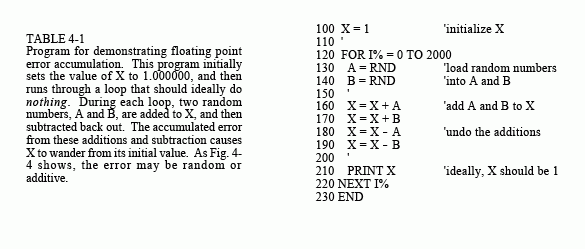 TABLE 4-1
Program for demonstrating floating point
error accumulation. This program initially
sets the value of X to 1.000000, and then
runs through a loop that should ideally do
nothing. During each loop, two random
numbers, A and B, are added to X, and then
subtracted back out. The accumulated error
from these additions and subtraction causes
X to wander from its initial value. As Fig. 4-
4 shows, the error may be random or
additive.
100 X = 1 'initialize X
110 '
120 FOR I% = 0 TO 2000
130 A = RND 'load random numbers
140 B = RND 'into A and B
150 '
160 X = X + A 'add A and B to X
170 X = X + B
180 X = X - A 'undo the additions
190 X = X - B
200 '
210 PRINT X 'ideally, X should be 1
220 NEXT I%
230 END